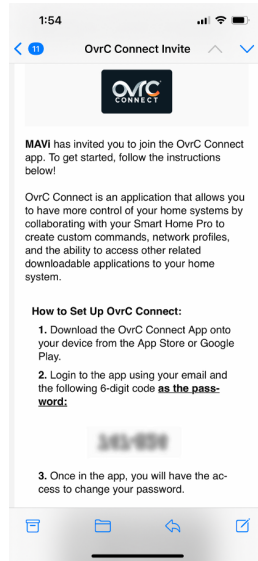 1:54
11
OvrC Connect Invite
OvrC
CONNECT
MAVi has invited you to join the OvrC Connect
app. To get started, follow the instructions
below!
OvrC Connect is an application that allows you
to have more control of your home systems by
collaborating with your Smart Home Pro to
create custom commands, network profiles,
and the ability to access other related
downloadable applications to your home
system.
How to Set Up OvrC Connect:
1. Download the OvrC Connect App onto
your device from the App Store or Google
Play.
2. Login to the app using your email and
the following 6-digit code as the pass-
word:
3. Once in the app, you will have the ac-
cess to change your password.